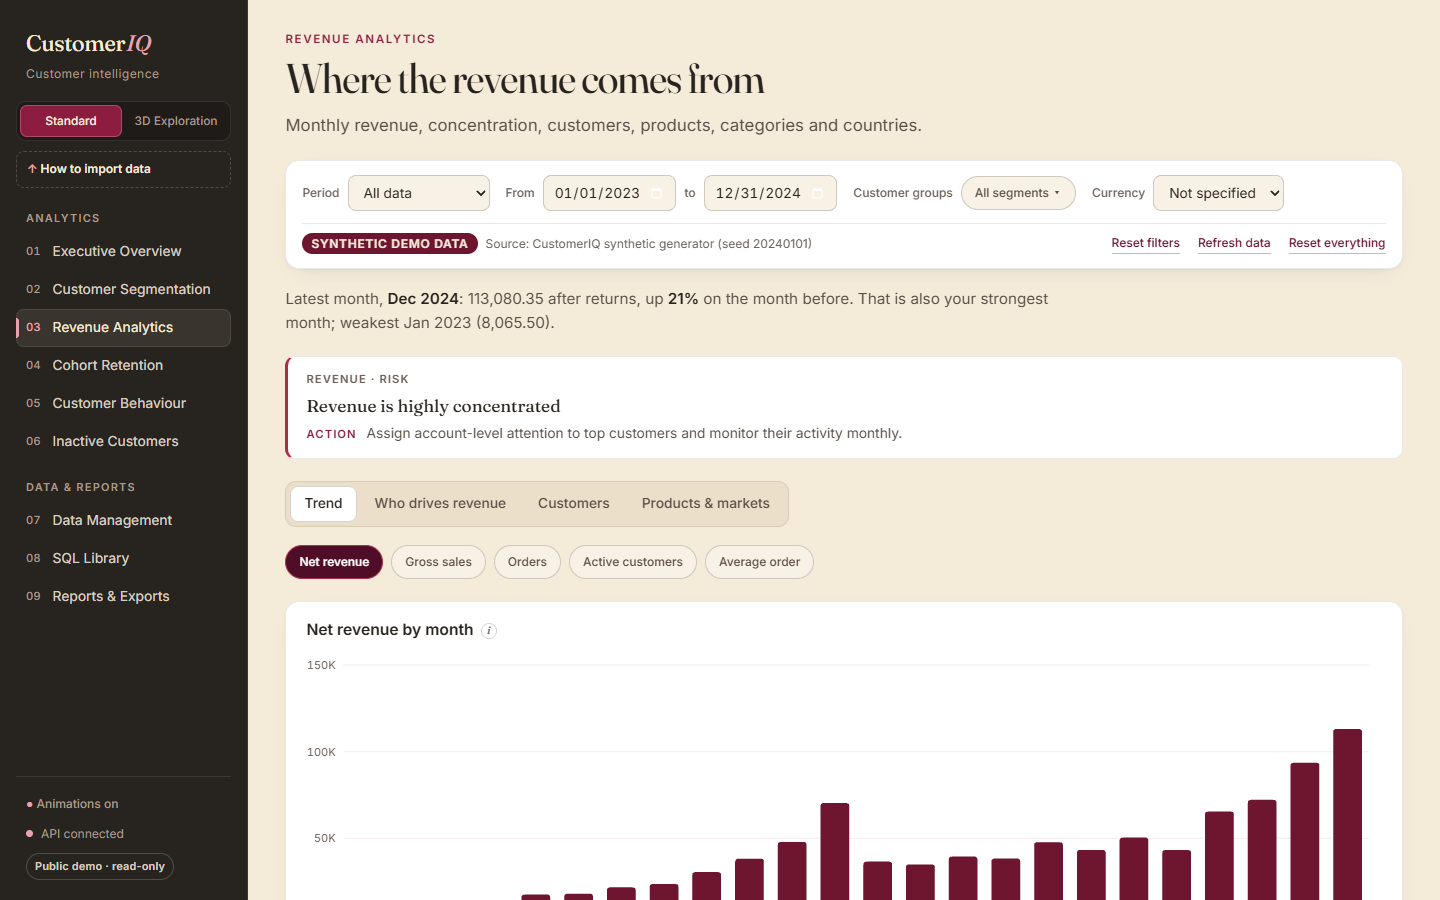 CustomerIQ
Customer intelligence
Standard
3D Exploration
↑ How to import data
ANALYTICS
01 Executive Overview
02 Customer Segmentation
03 Revenue Analytics
04 Cohort Retention
05 Customer Behaviour
06 Inactive Customers
DATA & REPORTS
07 Data Management
08 SQL Library
09 Reports & Exports
Animations on
API connected
Public demo · read-only
REVENUE ANALYTICS
Where the revenue comes from
Monthly revenue, concentration, customers, products, categories and countries.
Period All data From 01/01/2023 to 12/31/2024 Customer groups All segments Currency Not specified
SYNTHETIC DEMO DATA Source: CustomerIQ synthetic generator (seed 20240101) Reset filters Refresh data Reset everything
Latest month, Dec 2024: 113,080.35 after returns, up 21% on the month before. That is also your strongest
month; weakest Jan 2023 (8,065.50).
REVENUE · RISK
Revenue is highly concentrated
ACTION Assign account-level attention to top customers and monitor their activity monthly.
Trend Who drives revenue Customers Products & markets
Net revenue Gross sales Orders Active customers Average order
Net revenue by month i
150K
100K
50K